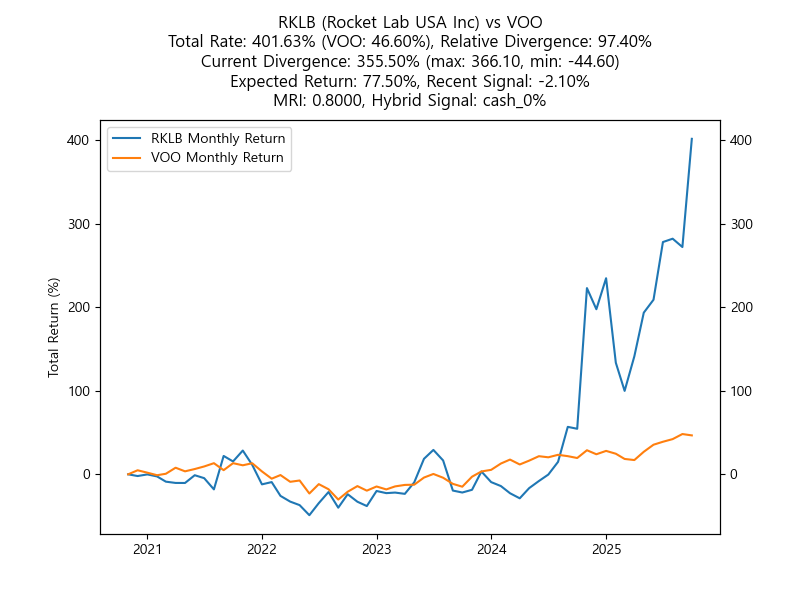 RKLB (Rocket Lab USA Inc) vs VOO
Total Rate: 401.63% (VOO: 46.60%), Relative Divergence: 97.40%
Current Divergence: 355.50% (max: 366.10, min: -44.60)
Expected Return: 77.50%, Recent Signal: -2.10%
MRI: 0.8000, Hybrid Signal: cash_0%
RKLB Monthly Return
VOO Monthly Return
Total Return (%)
400 400
300 300
200 200
100 100
0 0
2021 2022 2023 2024 2025